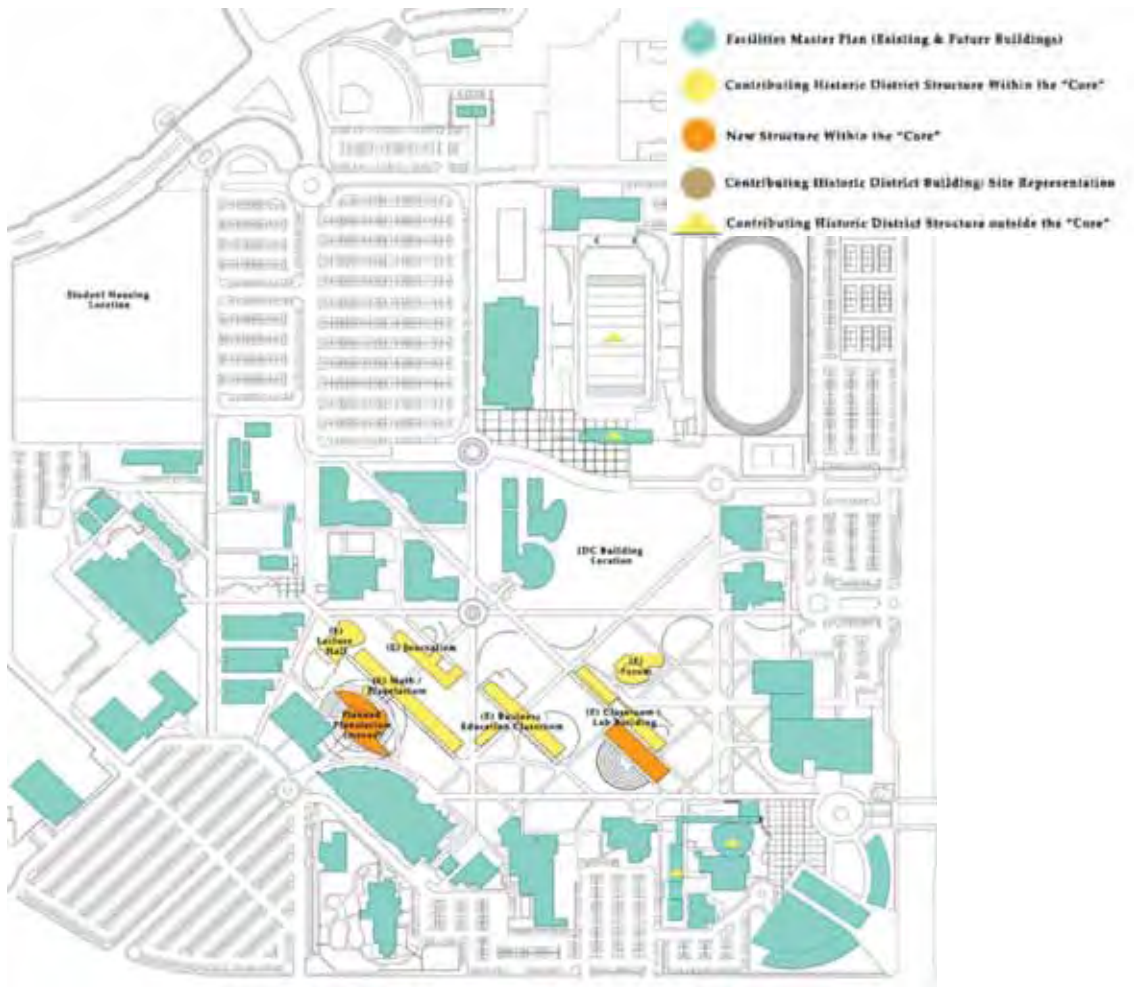 Facilities Master Plan (Existing & Future Buildings)
Contributing Historic District Structure Within the "Core"
New Structure Within the "Core"
Contributing Historic District Building/ Site Representation
Contributing Historic District Structure outside the "Core"
Student Housing
Location
IDC Building
Location
(E)
Lecture
Hall
(E) Journalism
(E) Math /
Planetarium
(E)
Forum
Planned
Planetarium
(E) Business /
Education Classroom
(E) Classroom &
Lab Building